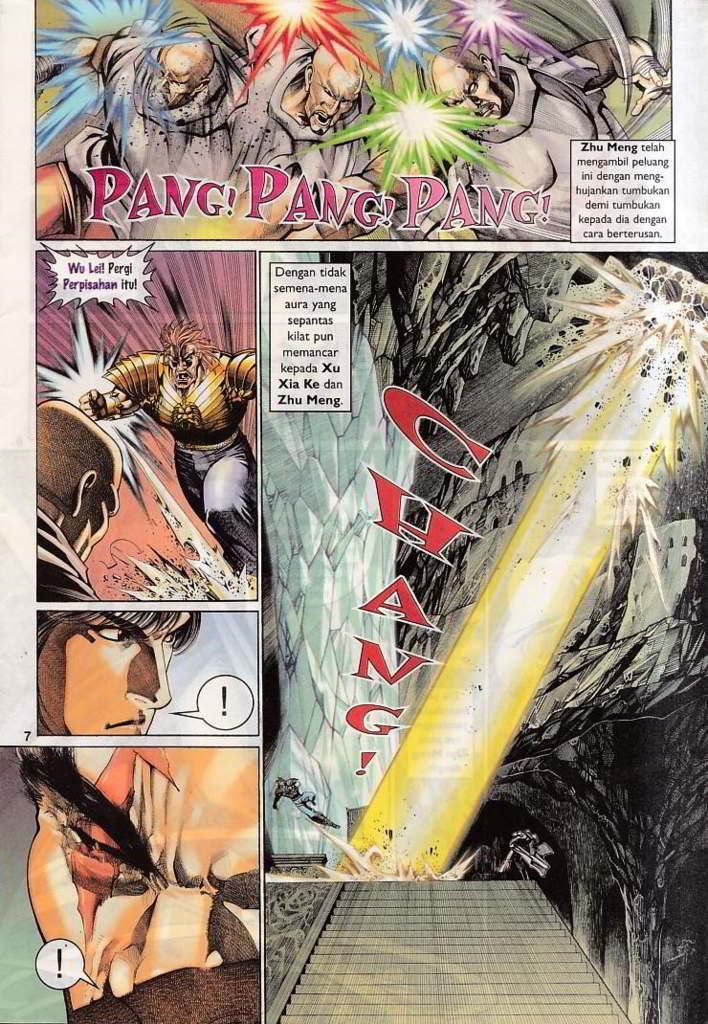 PANG! PANG! PANG!
Zhu Meng telah
mengambil peluang
ini dengan meng-
hujankan tumbukan
demi tumbukan
kepada dia dengan
cara berterusan.
Wu Lei! Pergi
Perpisahan itu!
Dengan tidak
semena-mena
aura yang
sepantas
kilat pun
memancar
kepada Xu
Xia Ke dan
Zhu Meng.
CHANG!
!
!
7